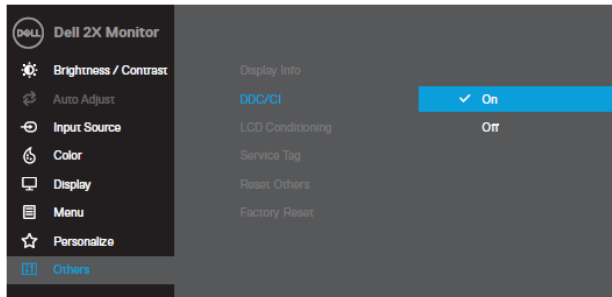 DELL
Dell 2X Monitor
Brightness / Contrast
Auto Adjust
Input Source
Color
Display
Menu
Personalize
Others
Display Info
DDC/CI
LCD Conditioning
Service Tag
Reset Others
Factory Reset
On
Off